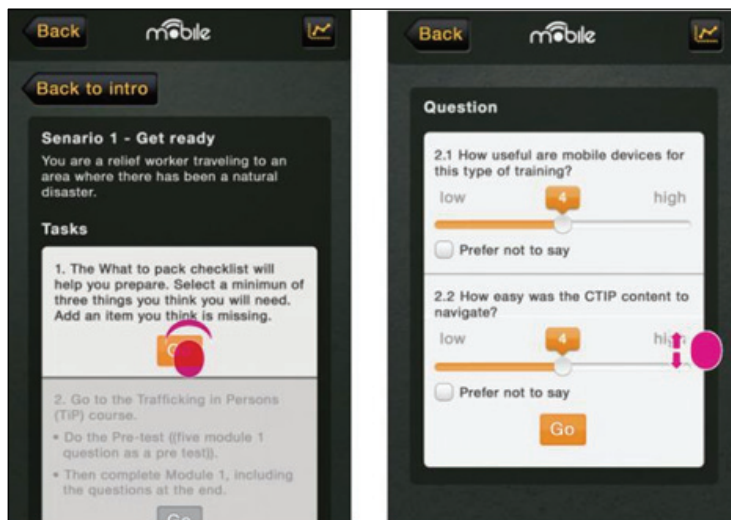 Back
mobile
Back to intro
Senario 1 - Get ready
You are a relief worker traveling to an
area where there has been a natural
disaster.
Tasks
1. The What to pack checklist will
help you prepare. Select a minimun of
three things you think you will need.
Add an item you think is missing.
2. Go to the Trafficking in Persons
(TiP) course.
• Do the Pre-test ((five module 1
question as a pre test)).
• Then complete Module 1, including
the questions at the end.
Go
Back
mobile
Question
2.1 How useful are mobile devices for
this type of training?
4
low high
Prefer not to say
2.2 How easy was the CTIP content to
navigate?
4
low
Prefer not to say
Go